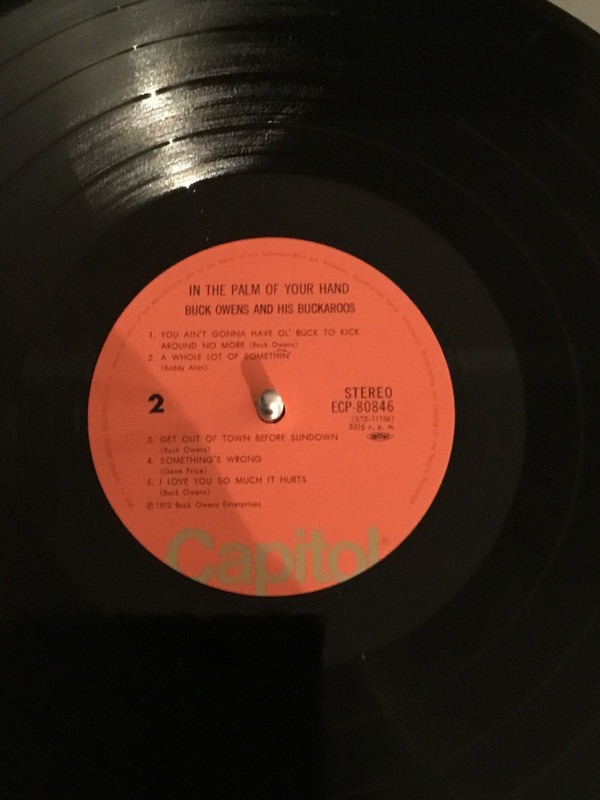 IN THE PALM OF YOUR HAND
BUCK OWENS AND HIS BUCKAROOS
1. YOU AIN'T GONNA HAVE OL' BUCK TO KICK
AROUND NO MORE (Buck Owens)
2. A WHOLE LOT OF SOMETHIN'
(Buddy Alan)
2
STEREO
ECP-80846
(ST2-11136)
33⅓ r. p. m.
3. GET OUT OF TOWN BEFORE SUNDOWN
(Buck Owens)
4. SOMETHING'S WRONG
(Gene Price)
5. I LOVE YOU SO MUCH IT HURTS
(Buck Owens)
Ⓟ 1972 Buck Owens Enterprises
Capitol®